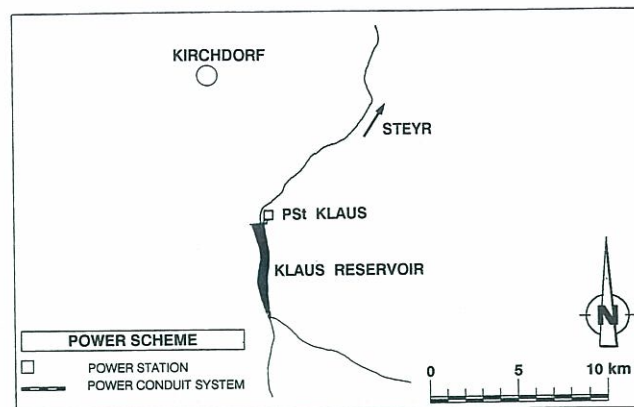 KIRCHDORF
STEYR
PSt KLAUS
KLAUS RESERVOIR
POWER SCHEME
POWER STATION
POWER CONDUIT SYSTEM
N
0 5 10 km